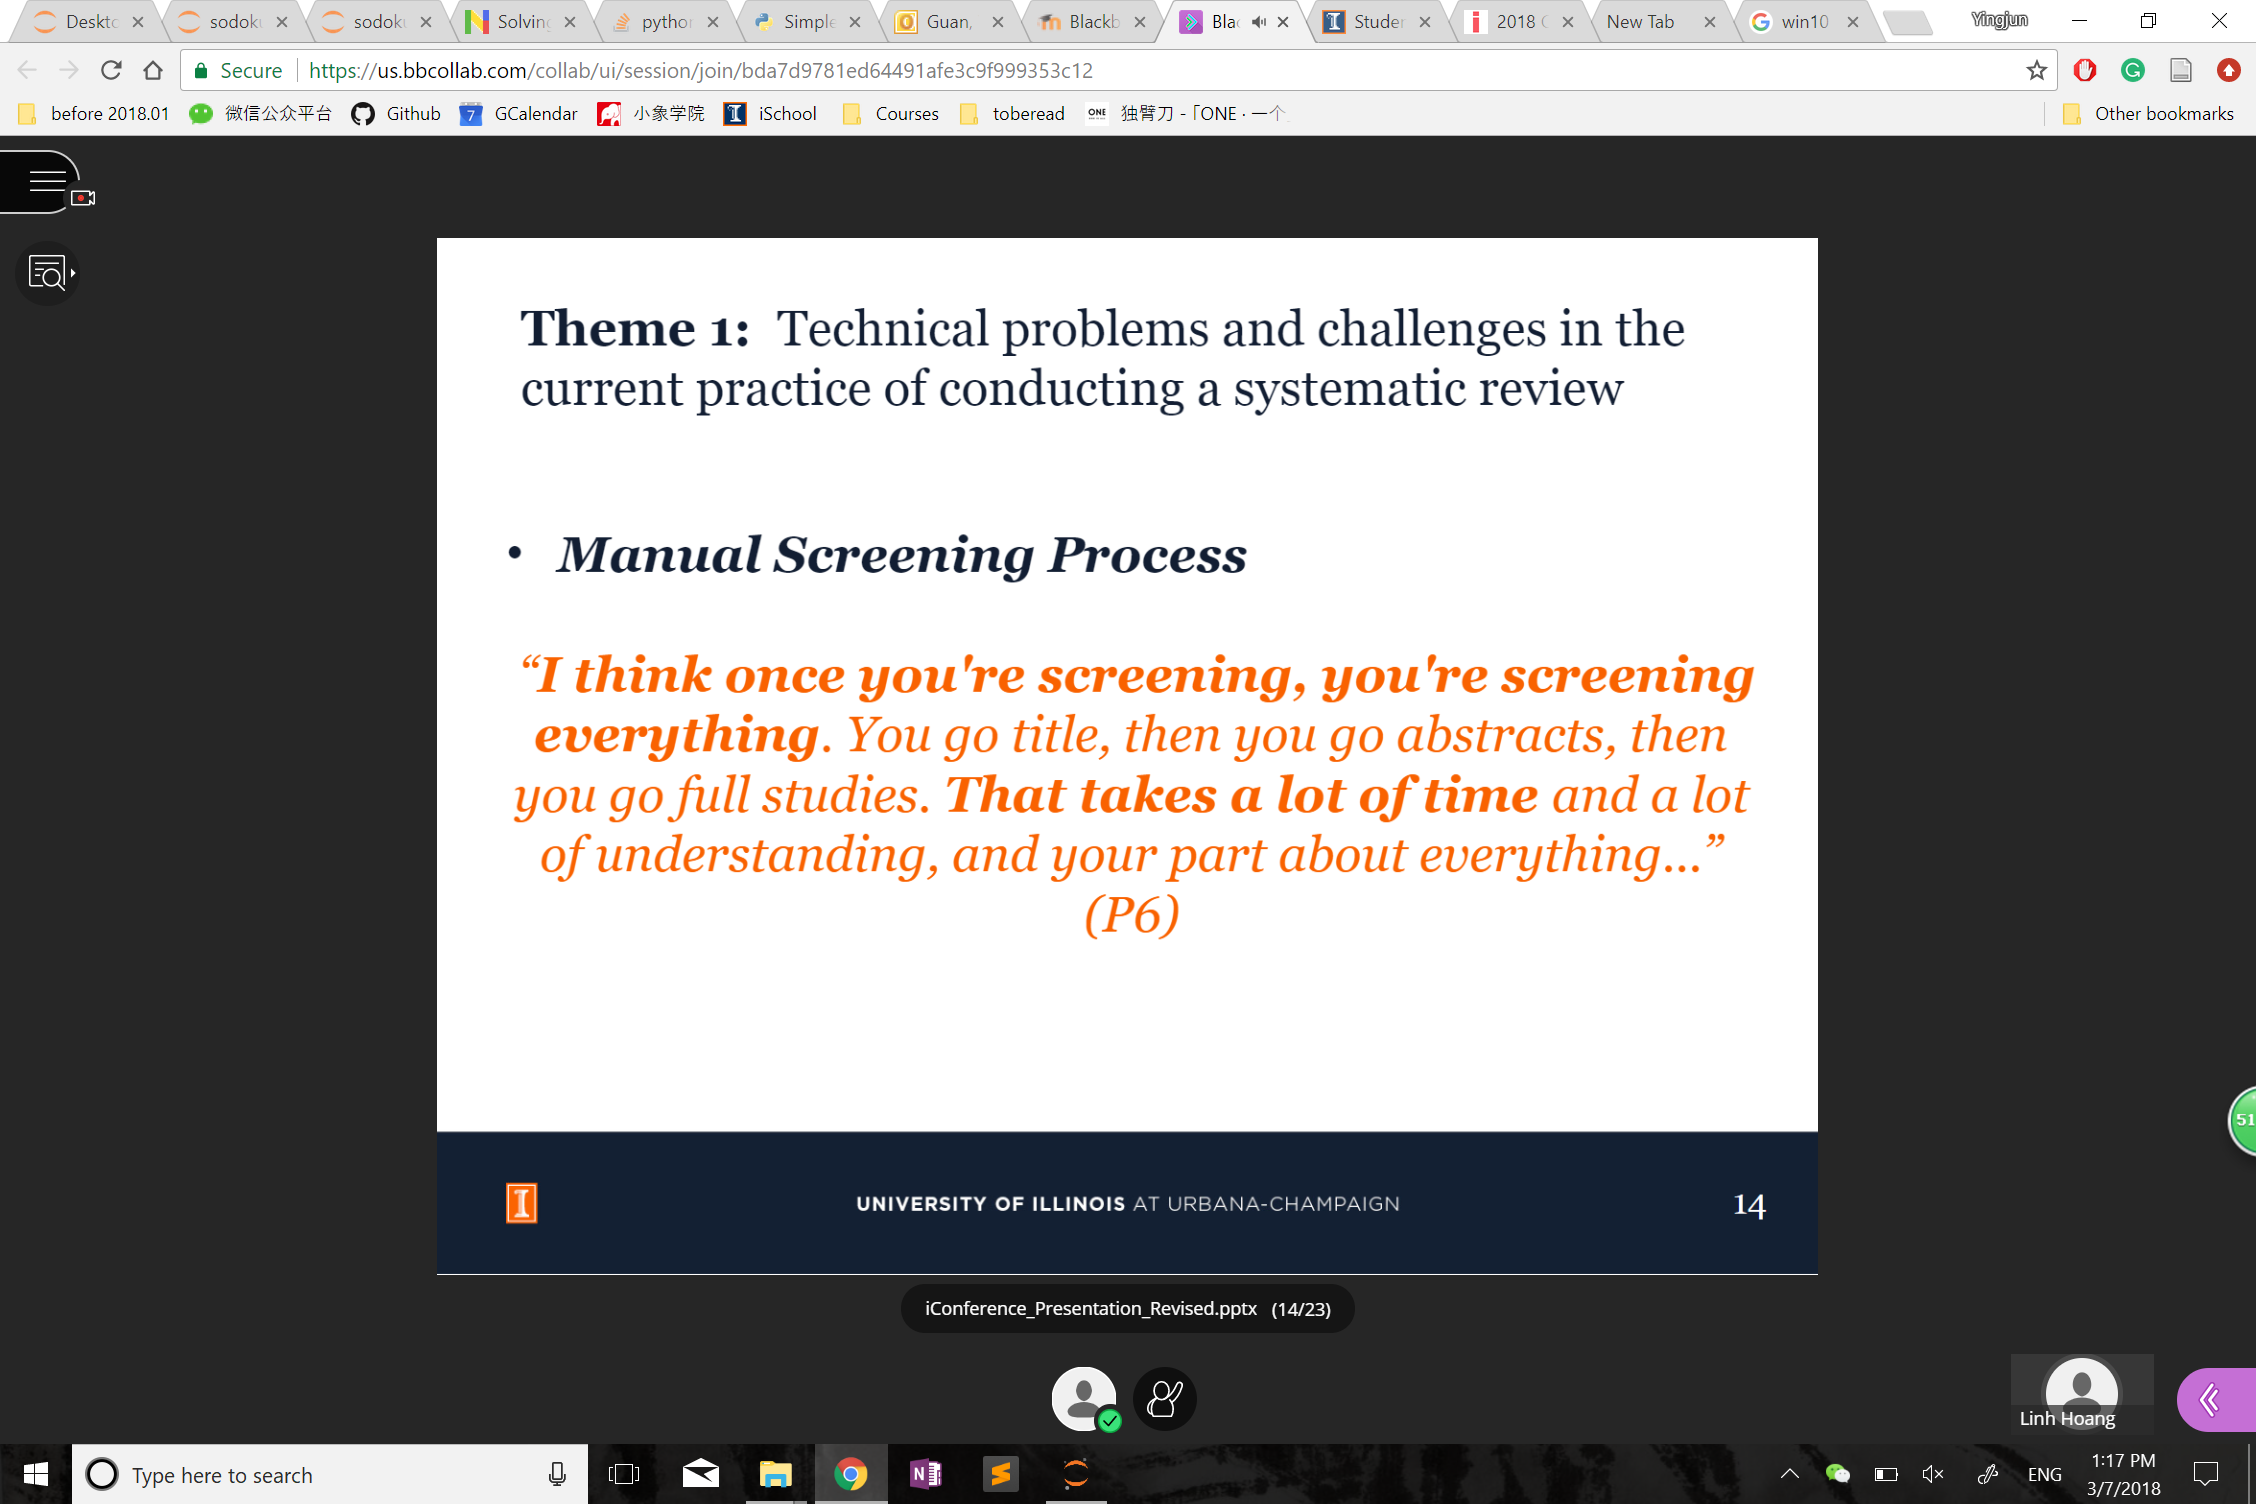 Deskto
sodok
sodok
Solving
python
Simple
Guan,
Blackb
Blac
Studen
2018
New Tab
win10
Yingjun
Secure
https://us.bbcollab.com/collab/ui/session/join/bda7d9781ed64491afe3c9f999353c12
before 2018.01
微信公众平台
Github
7
GCalendar
小象学院
iSchool
Courses
toberead
ONE
独臂刀 -「ONE · 一个
Other bookmarks
Theme 1: Technical problems and challenges in the
current practice of conducting a systematic review
• Manual Screening Process
“I think once you're screening, you're screening
everything. You go title, then you go abstracts, then
you go full studies. That takes a lot of time and a lot
of understanding, and your part about everything...”
(P6)
UNIVERSITY OF ILLINOIS AT URBANA-CHAMPAIGN
14
iConference_Presentation_Revised.pptx (14/23)
51
Linh Hoang
Type here to search
ENG
1:17 PM
3/7/2018